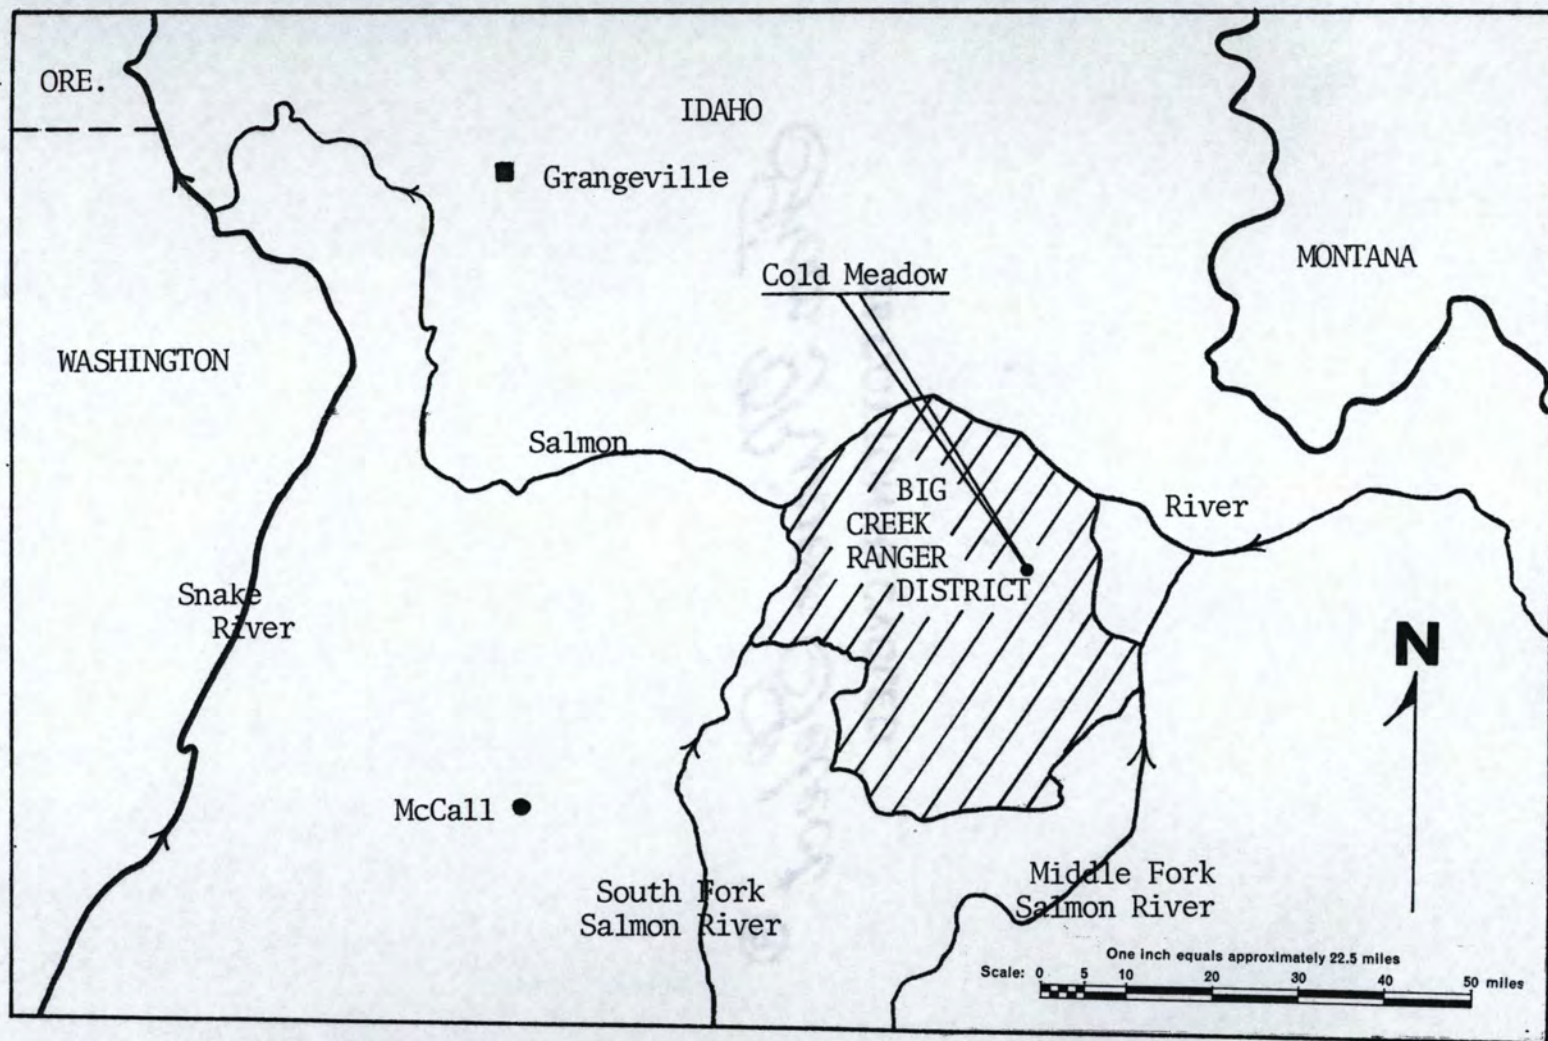 ORE.
IDAHO
Grangeville
MONTANA
Cold Meadow
WASHINGTON
Salmon
River
BIG
CREEK
RANGER
DISTRICT
Snake
River
N
McCall
South Fork
Salmon River
Middle Fork
Salmon River
One inch equals approximately 22.5 miles
Scale: 0 5 10 20 30 40 50 miles